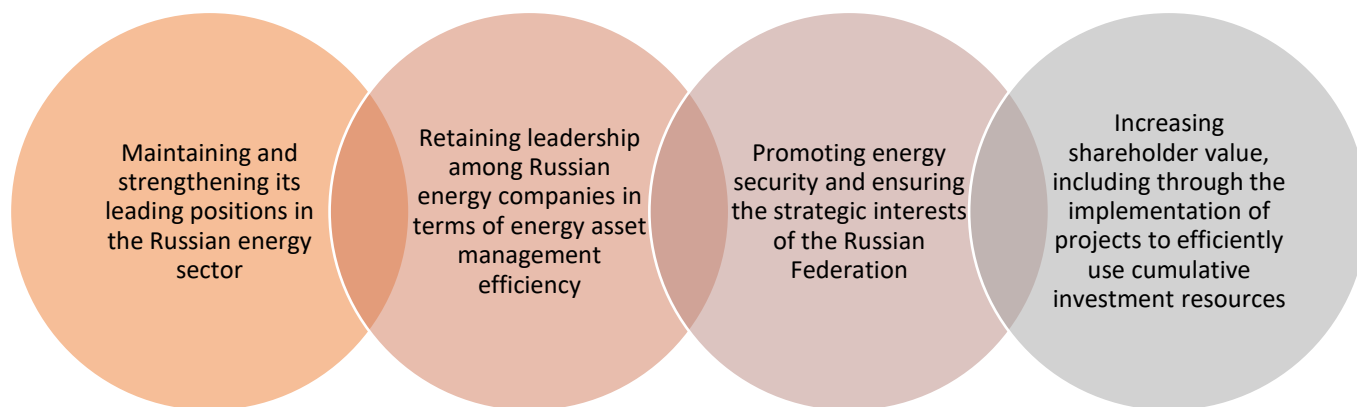 Maintaining and
strengthening its
leading positions in
the Russian energy
sector
Retaining leadership
among Russian
energy companies in
terms of energy asset
management
efficiency
Promoting energy
security and ensuring
the strategic interests
of the Russian
Federation
Increasing
shareholder value,
including through the
implementation of
projects to efficiently
use cumulative
investment resources